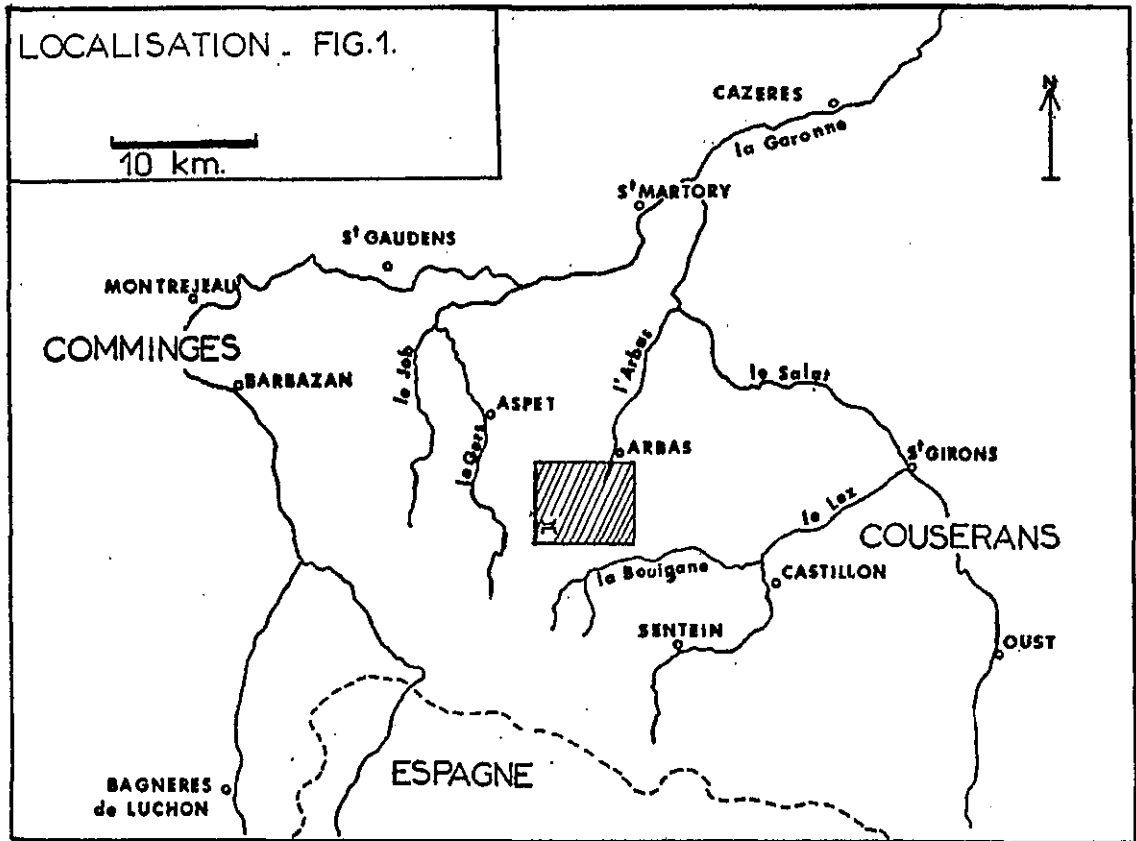 LOCALISATION - FIG.1.
10 km.
N
CAZERES
la Garonne
St MARTORY
St GAUDENS
MONTREJEAU
COMMINGES
BARBAZAN
le Job
le Gers
ASPET
l'Arbas
ARBAS
le Salat
St GIRONS
le Lez
COUSERANS
la Bouigane
CASTILLON
SENTEIN
OUST
ESPAGNE
BAGNERES
de LUCHON